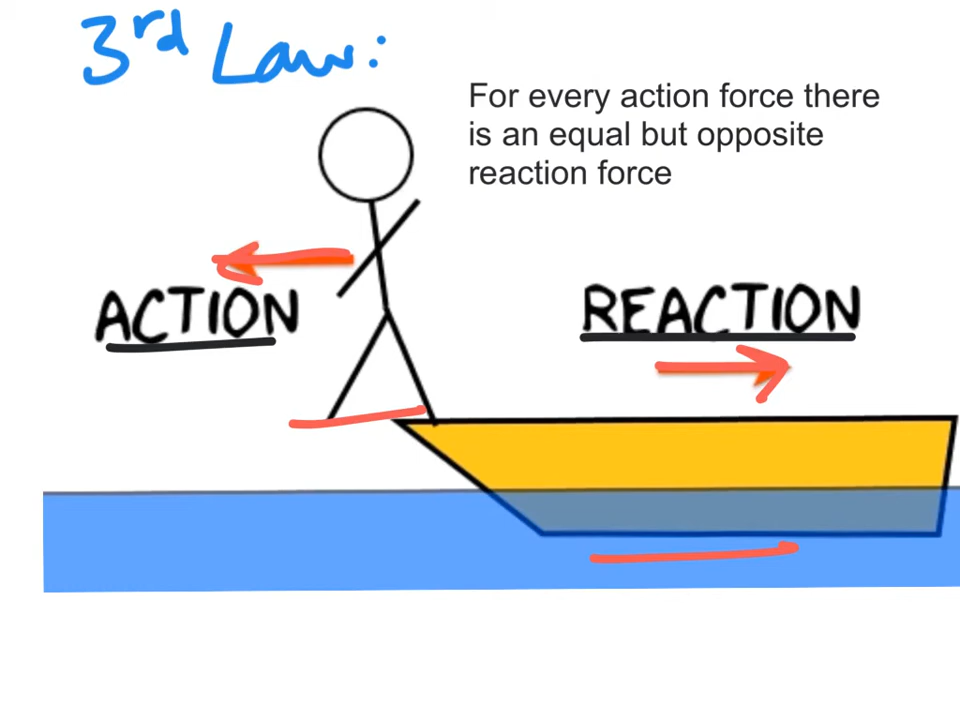 3rd Law:
For every action force there
is an equal but opposite
reaction force
ACTION
REACTION